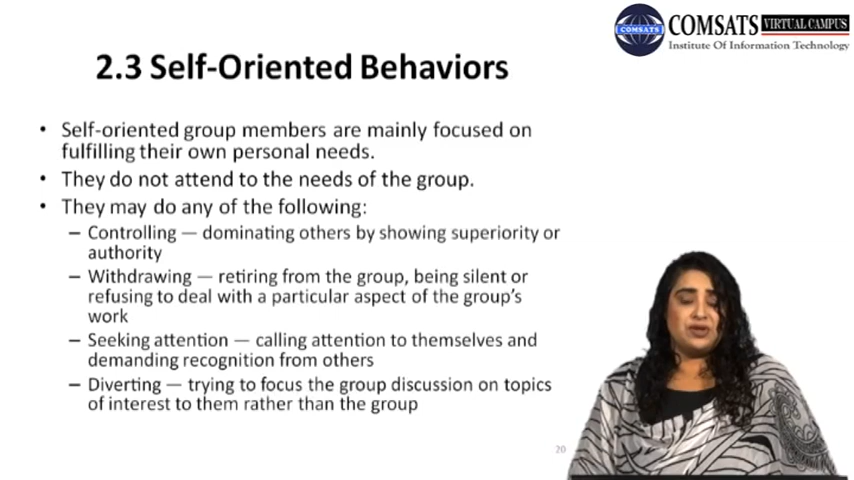 COMSATS
COMSATS VIRTUAL CAMPUS
Institute Of Information Technology
2.3 Self-Oriented Behaviors
• Self-oriented group members are mainly focused on
fulfilling their own personal needs.
• They do not attend to the needs of the group.
• They may do any of the following:
– Controlling — dominating others by showing superiority or
authority
– Withdrawing — retiring from the group, being silent or
refusing to deal with a particular aspect of the group's
work
– Seeking attention — calling attention to themselves and
demanding recognition from others
– Diverting — trying to focus the group discussion on topics
of interest to them rather than the group
20